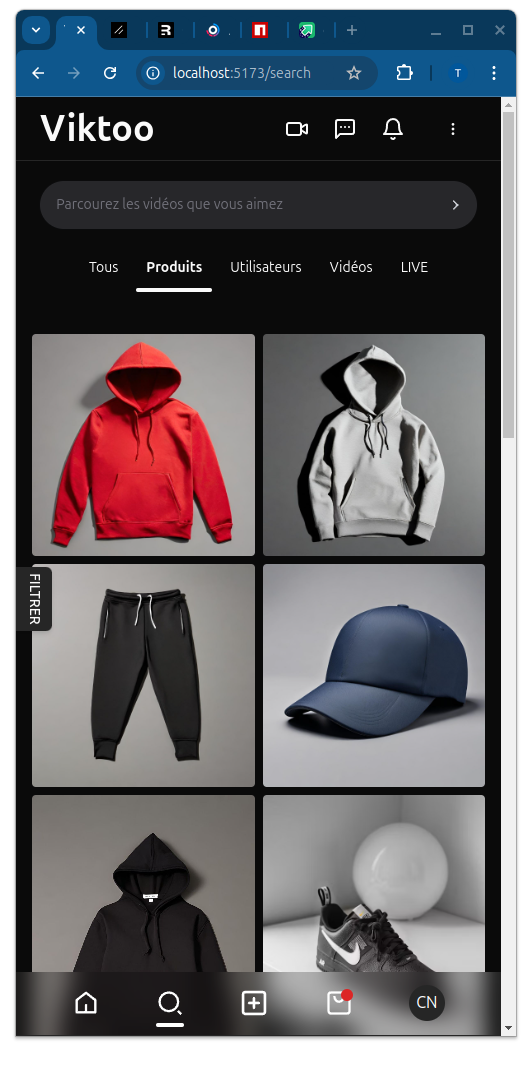 localhost:5173/search
T
Viktoo
Parcourez les vidéos que vous aimez
Tous Produits Utilisateurs Vidéos LIVE
FILTRER
CN